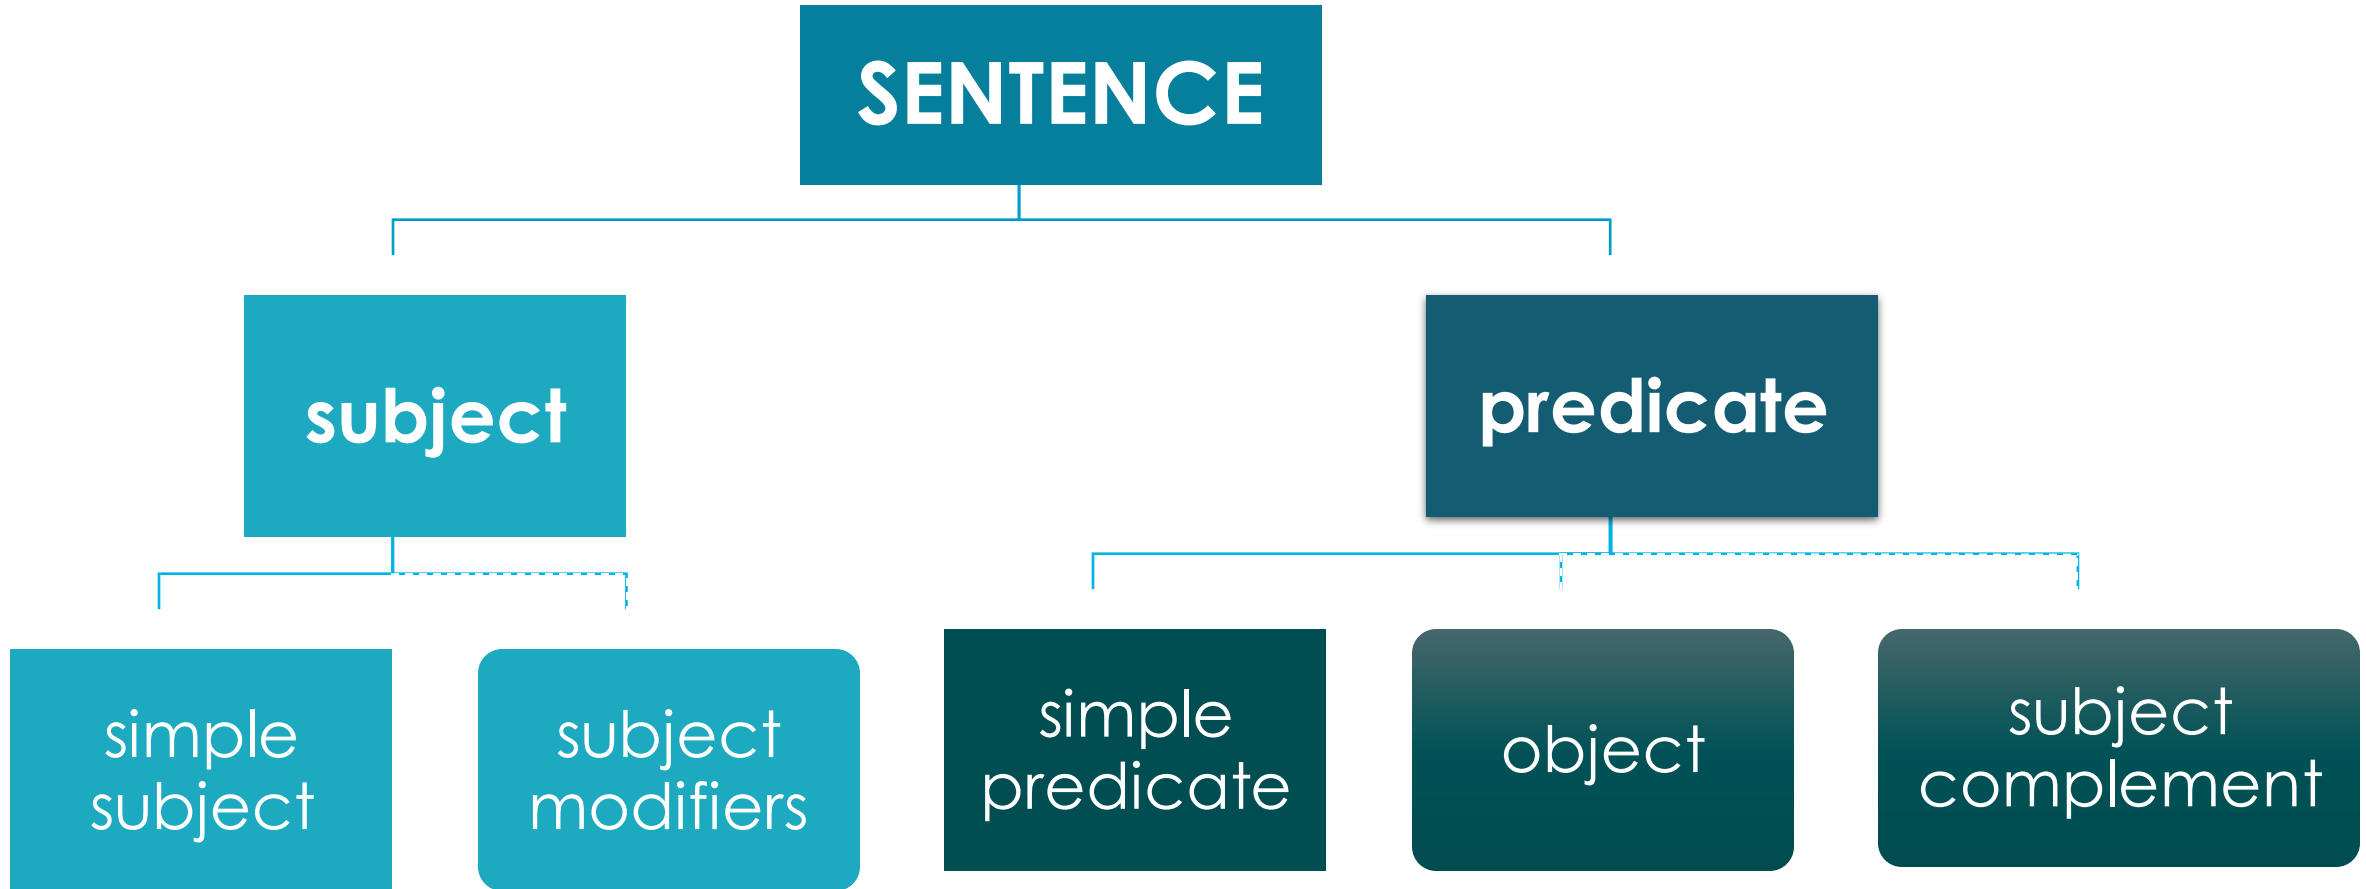 SENTENCE
subject
predicate
simple
subject
subject
modifiers
simple
predicate
object
subject
complement